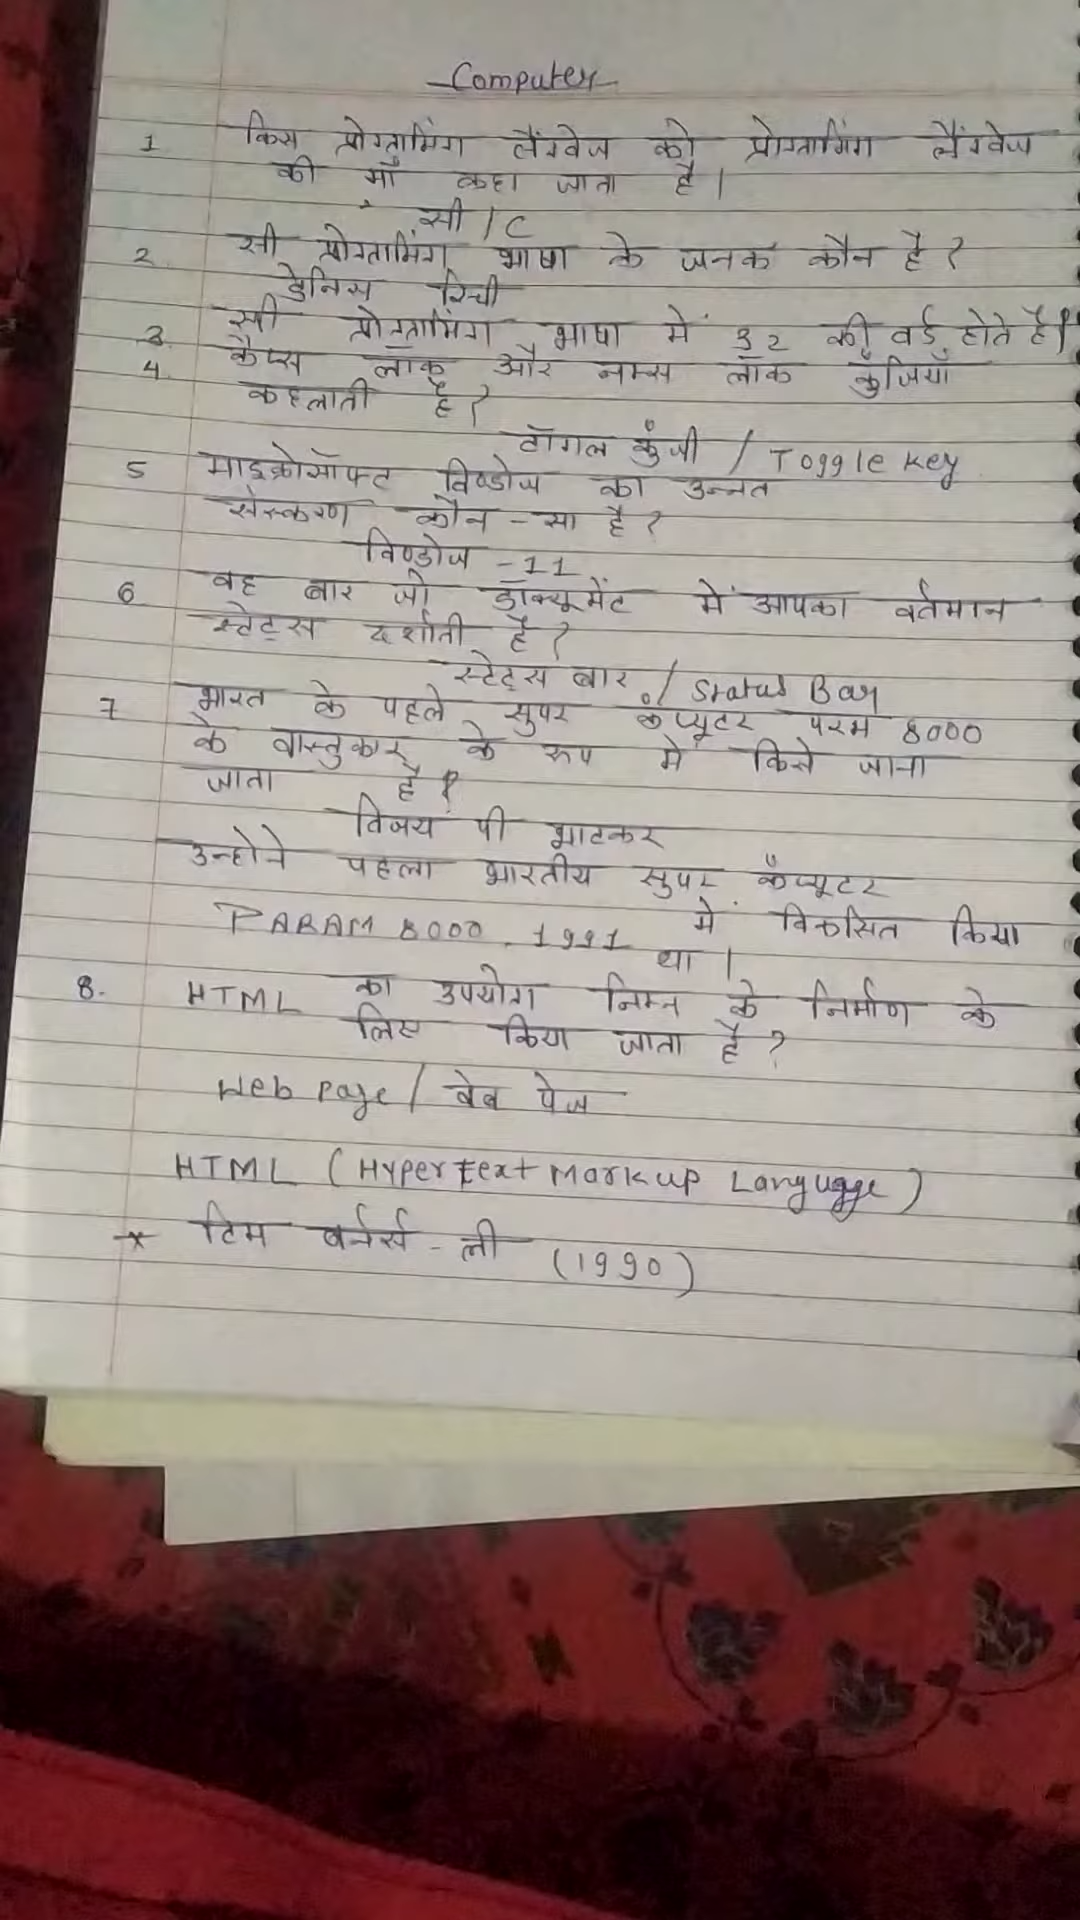 Computer
1 किस प्रोग्रामिंग लैंग्वेज को प्रोग्रामिंग लैंग्वेज
की माँ कहा जाता है।
सी / C
2 सी प्रोग्रामिंग भाषा के जनक कौन है?
डेनिस रिची
3. सी प्रोग्रामिंग भाषा में 32 की वर्ड होते है।
4. कैप्स लॉक और नम्स लॉक कुंजियाँ
कहलाती है?
टॉगल कुंजी / Toggle key
5 माइक्रोसॉफ्ट विण्डोज का उन्नत
संस्करण कौन-सा है?
विण्डोज -11
6 वह बार जो डॉक्यूमेंट में आपका वर्तमान
स्टेट्स दर्शाती है?
स्टेट्स बार / Status Bar
7 भारत के पहले सुपर कंप्यूटर परम 8000
के वास्तुकार के रूप में किसे जाना
जाता है?
विजय पी भाटकर
उन्होने पहला भारतीय सुपर कँप्यूटर
PARAM 8000 1991 में विकसित किया
था।
8. HTML का उपयोग निम्न के निर्माण के
लिए किया जाता है?
Web page / वेब पेज
HTML (Hypertext Markup Langugge)
* टिम बर्नर्स-ली (1990)